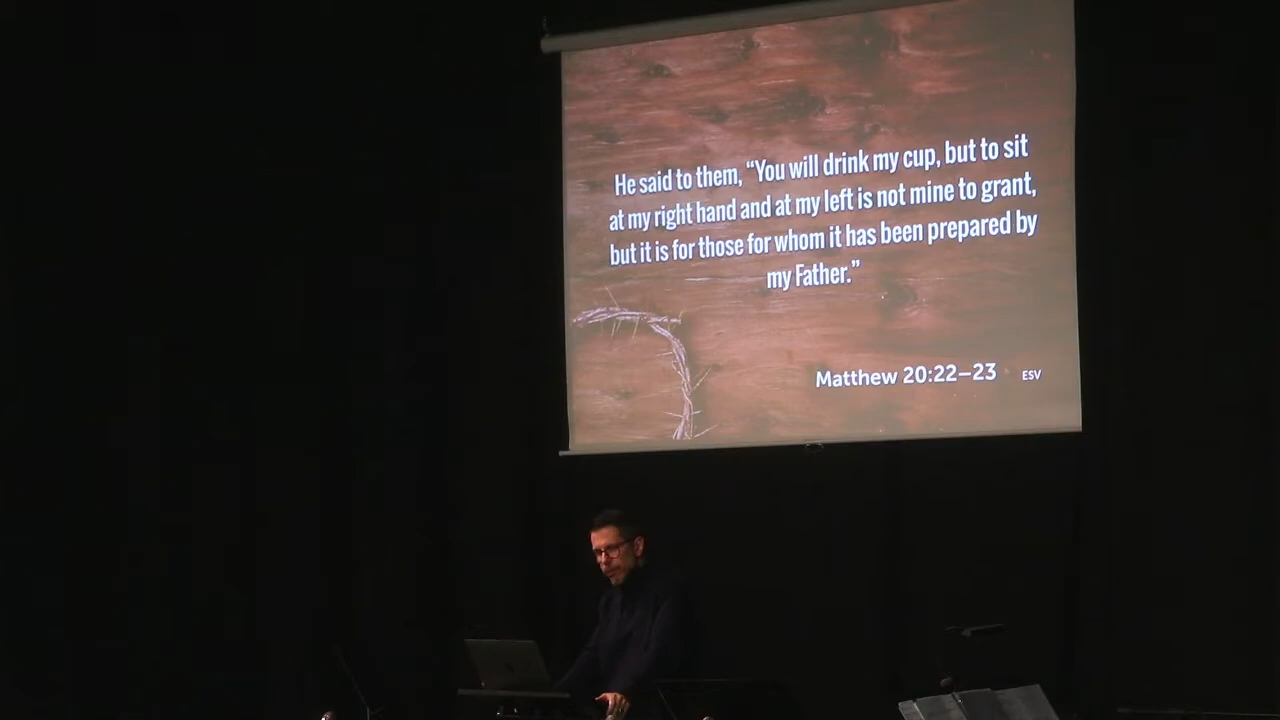 He said to them, “You will drink my cup, but to sit
at my right hand and at my left is not mine to grant,
but it is for those for whom it has been prepared by
my Father.”
Matthew 20:22–23 ESV